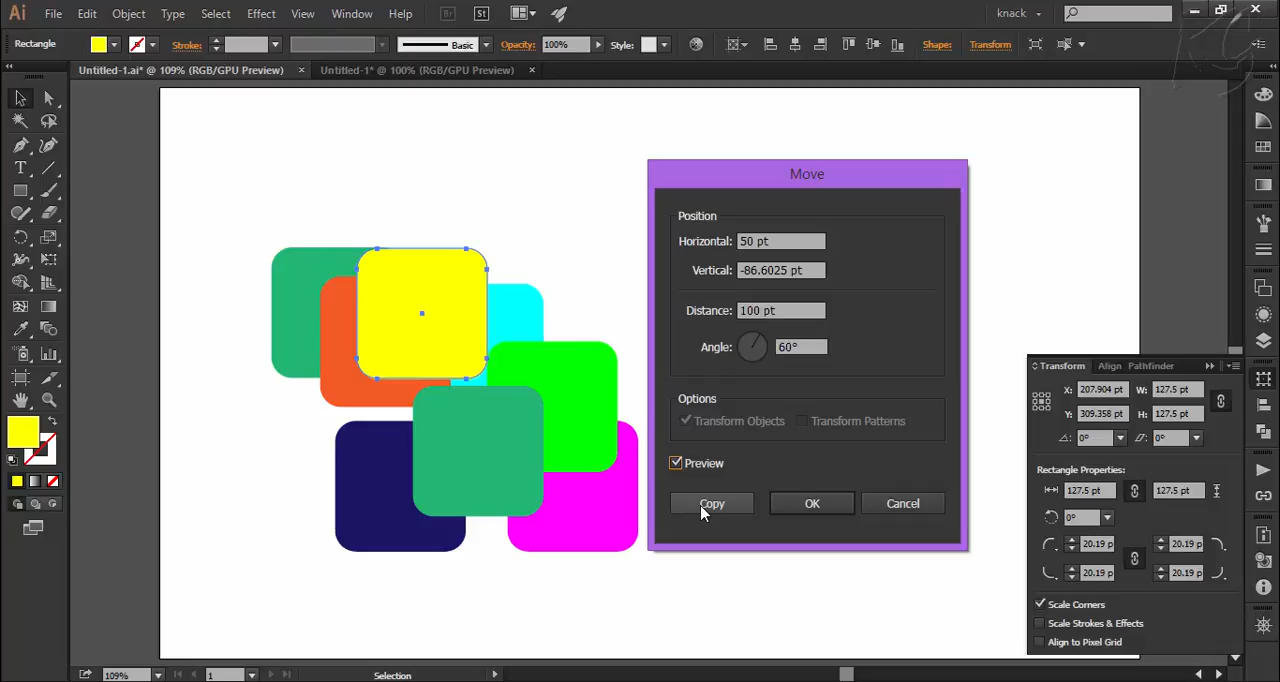 Ai File Edit Object Type Select Effect View Window Help Br St knack
Rectangle Stroke: Basic Opacity: 100% Style: Shape: Transform
Untitled-1.ai* @ 109% (RGB/GPU Preview) × Untitled-1* @ 100% (RGB/GPU Preview) ×
Move
Position
Horizontal: 50 pt
Vertical: -86.6025 pt
Distance: 100 pt
Angle: 60°
Options
Transform Objects Transform Patterns
Preview
Copy OK Cancel
Transform Align Pathfinder
X: 207.904 pt W: 127.5 pt
Y: 309.358 pt H: 127.5 pt
0° 0°
Rectangle Properties:
127.5 pt 127.5 pt
0°
20.19 p 20.19 p
20.19 p 20.19 p
Scale Corners
Scale Strokes & Effects
Align to Pixel Grid
109% 1 Selection